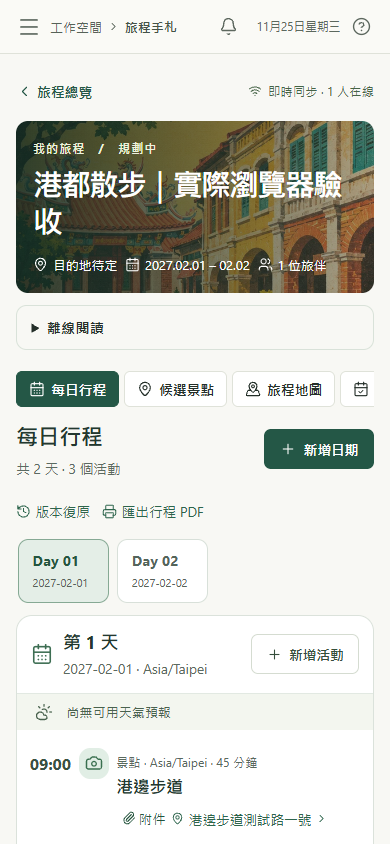 工作空間 > 旅程手札 11月25日星期三
旅程總覽 即時同步 · 1 人在線
我的旅程 / 規劃中
港都散步｜實際瀏覽器驗
收
目的地待定 2027.02.01 – 02.02 1 位旅伴
離線閱讀
每日行程 候選景點 旅程地圖
每日行程
共 2 天 · 3 個活動
新增日期
版本復原 匯出行程 PDF
Day 01 Day 02
2027-02-01 2027-02-02
第 1 天
2027-02-01 · Asia/Taipei
新增活動
尚無可用天氣預報
09:00 景點 · Asia/Taipei · 45 分鐘
港邊步道
附件 港邊步道測試路一號